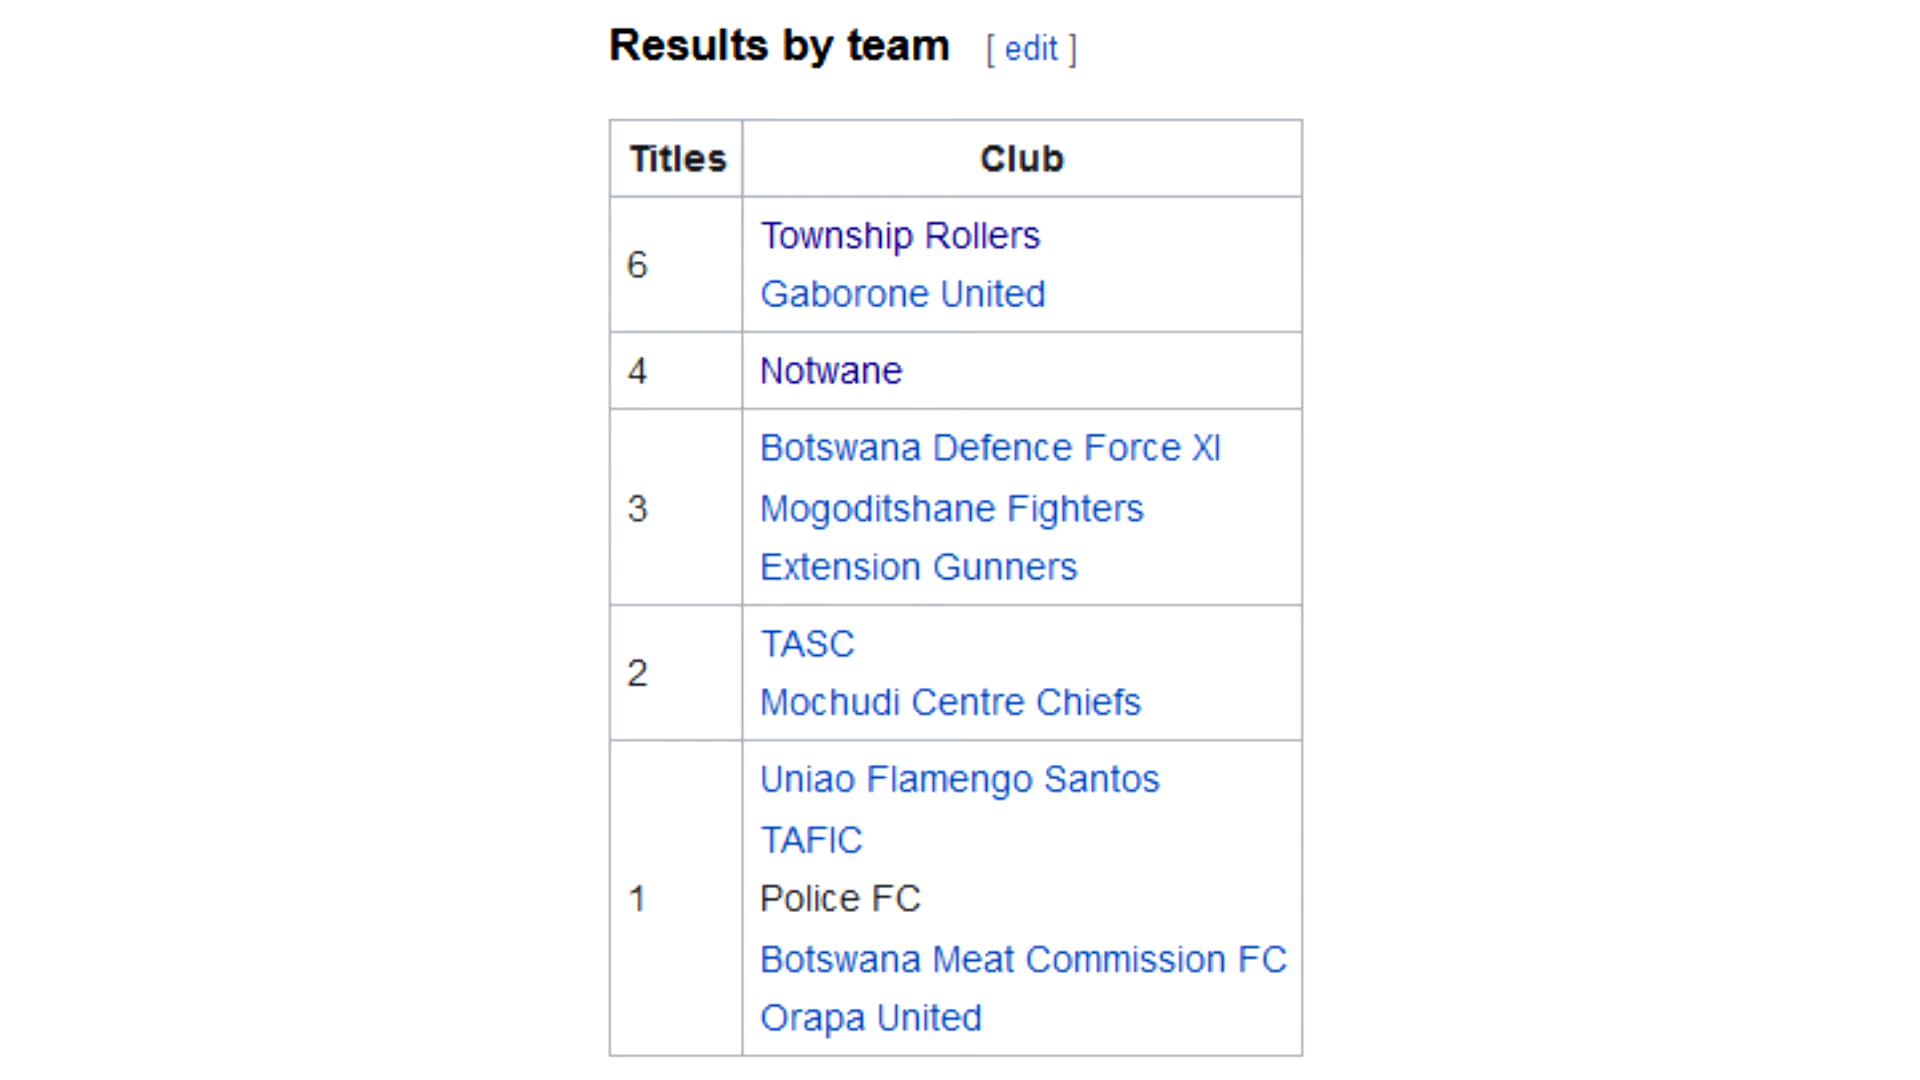 Results by team [ edit ]
Titles Club
6
Township Rollers
Gaborone United
4 Notwane
3
Botswana Defence Force XI
Mogoditshane Fighters
Extension Gunners
2
TASC
Mochudi Centre Chiefs
1
Uniao Flamengo Santos
TAFIC
Police FC
Botswana Meat Commission FC
Orapa United